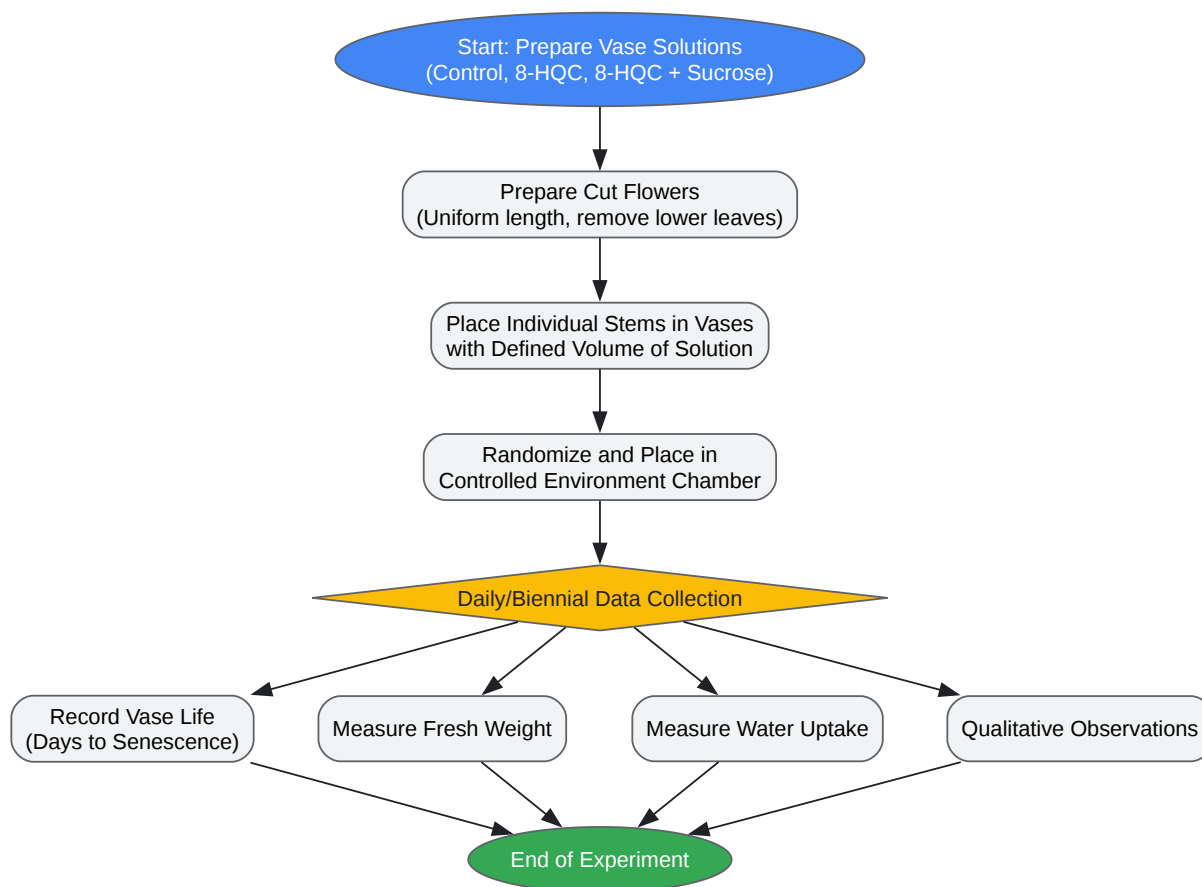 Start: Prepare Vase Solutions
(Control, 8-HQC, 8-HQC + Sucrose)
Prepare Cut Flowers
(Uniform length, remove lower leaves)
Place Individual Stems in Vases
with Defined Volume of Solution
Randomize and Place in
Controlled Environment Chamber
Daily/Biennial Data Collection
Record Vase Life
(Days to Senescence)
Measure Fresh Weight
Measure Water Uptake
Qualitative Observations
End of Experiment